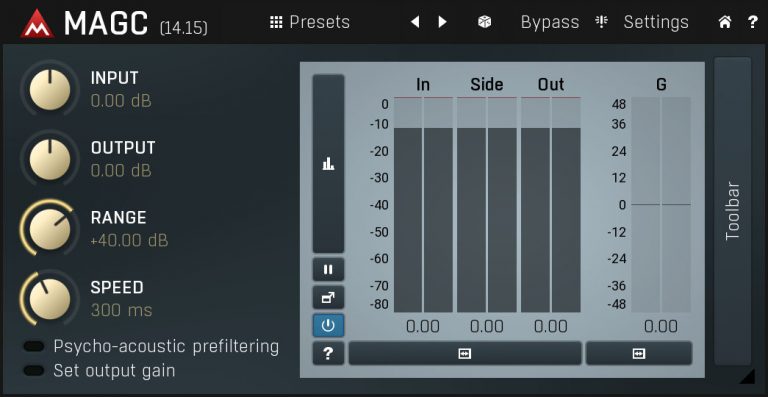 MAGC (14.15) Presets Bypass Settings ?
INPUT
0.00 dB
OUTPUT
0.00 dB
RANGE
+40.00 dB
SPEED
300 ms
Psycho-acoustic prefiltering
Set output gain
In Side Out G
0
-10
-20
-30
-40
-50
-60
-70
-80
48
36
24
12
0
-12
-24
-36
-48
0.00 0.00 0.00 0.00
?
Toolbar